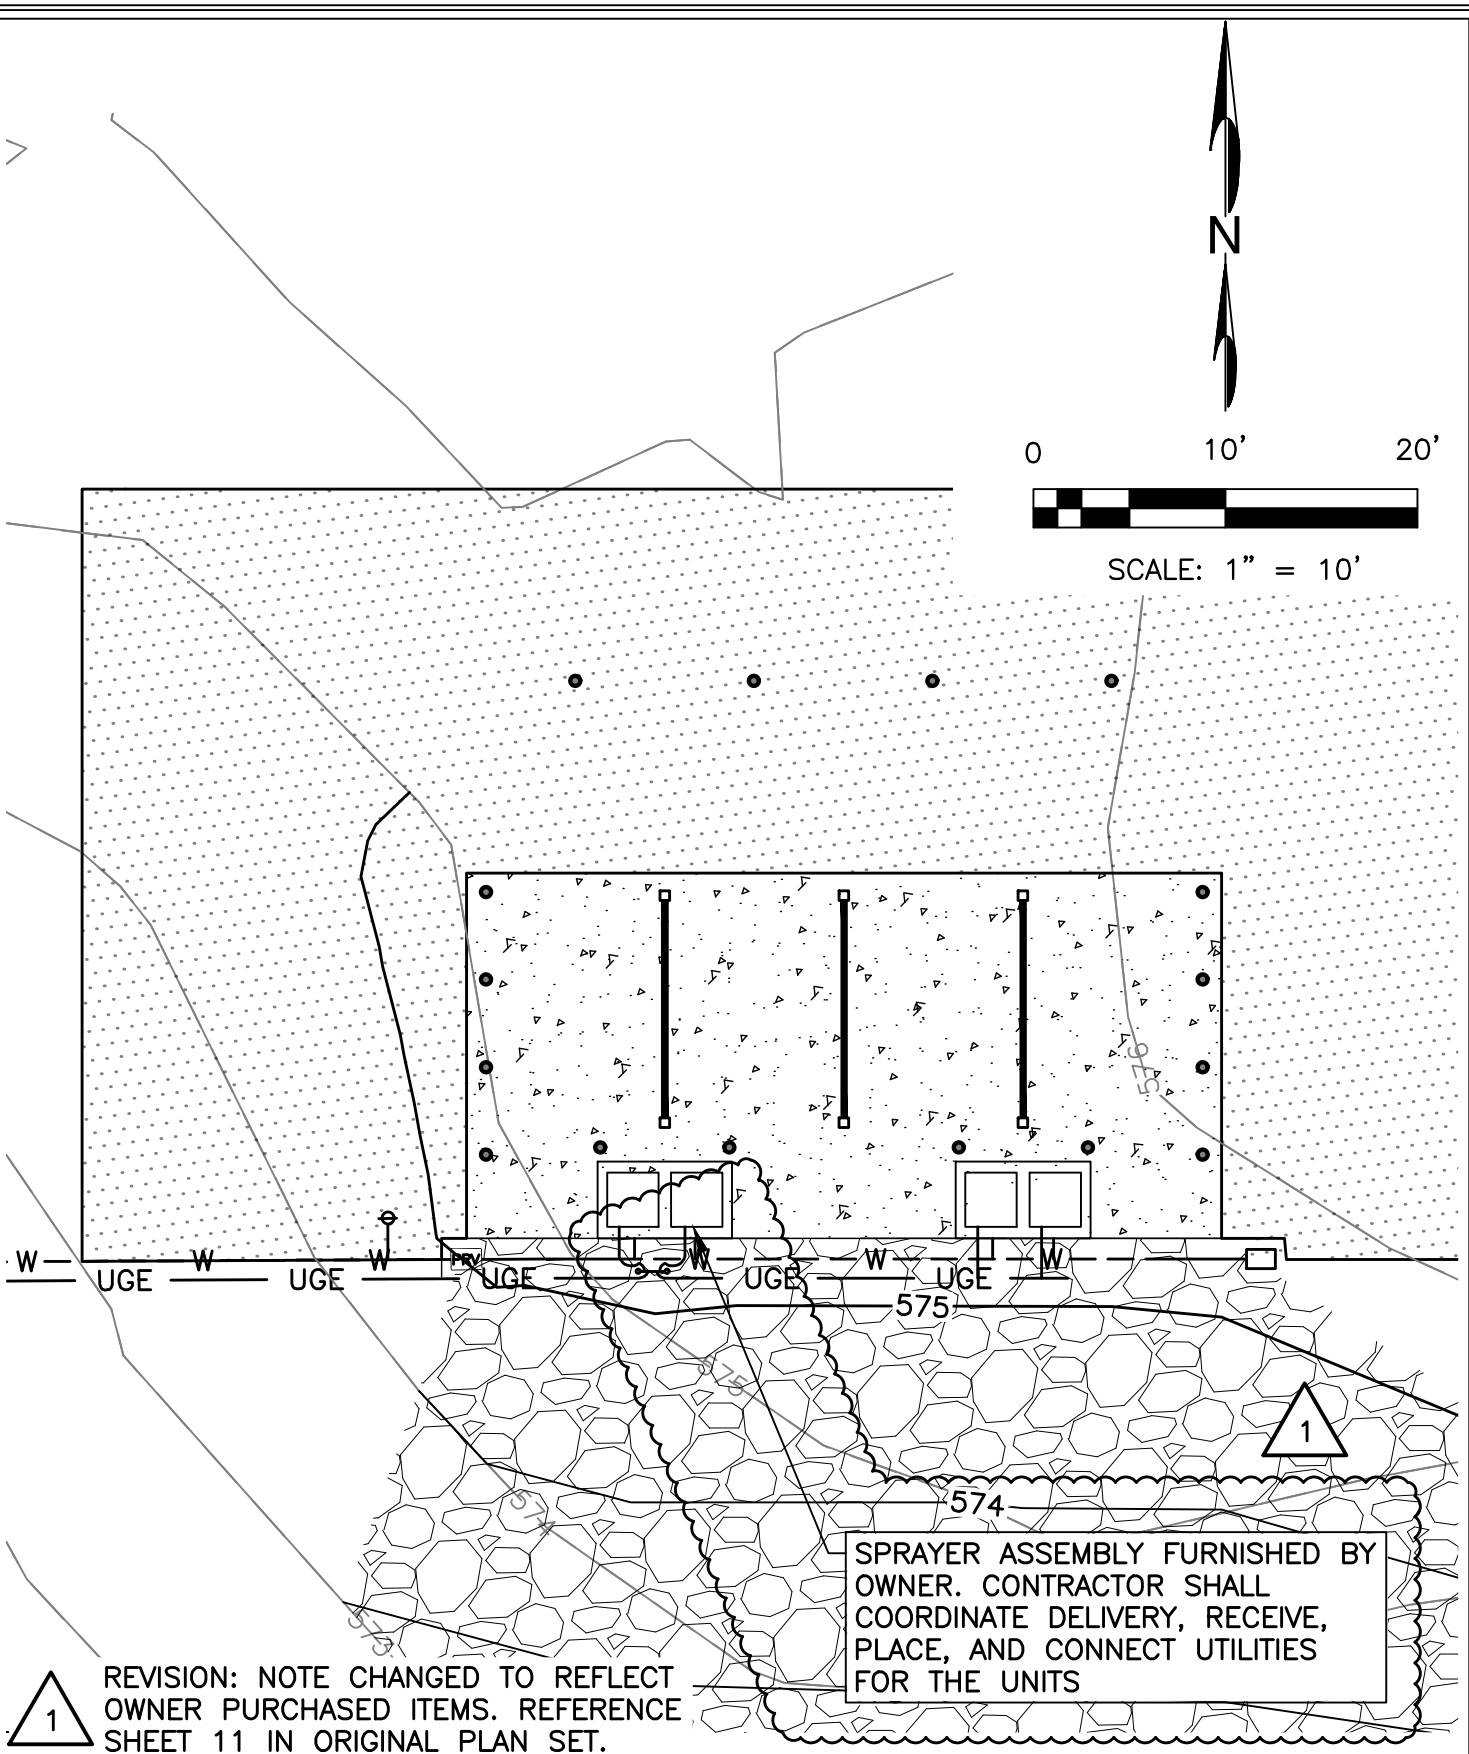 N
0 10' 20'
SCALE: 1" = 10'
576
W W W PRV W W W
UGE UGE UGE UGE UGE
575
575
1
574
574
573
SPRAYER ASSEMBLY FURNISHED BY
OWNER. CONTRACTOR SHALL
COORDINATE DELIVERY, RECEIVE,
PLACE, AND CONNECT UTILITIES
FOR THE UNITS
1
REVISION: NOTE CHANGED TO REFLECT
OWNER PURCHASED ITEMS. REFERENCE
SHEET 11 IN ORIGINAL PLAN SET.